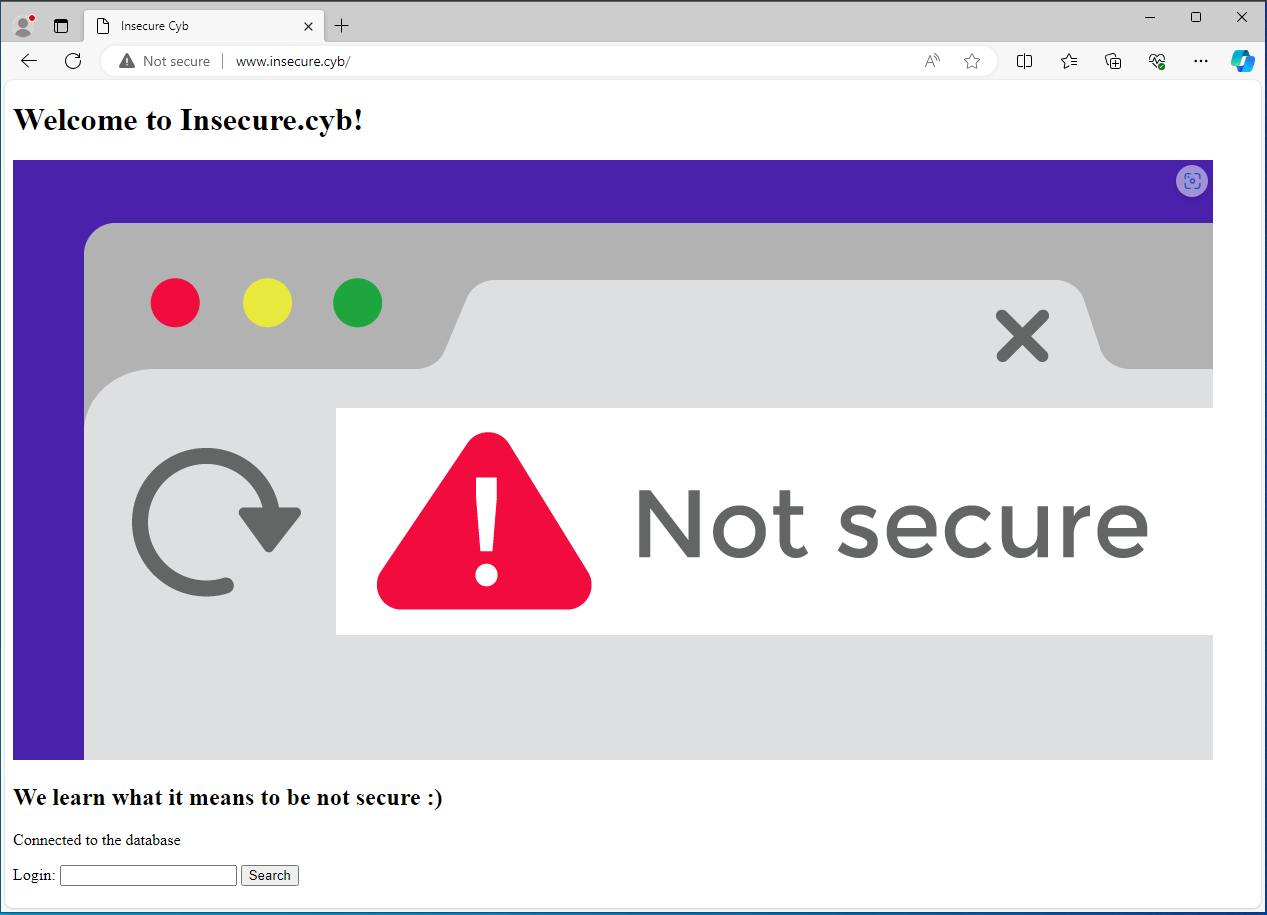 Insecure Cyb
Not secure www.insecure.cyb/
Welcome to Insecure.cyb!
Not secure
We learn what it means to be not secure :)
Connected to the database
Login: Search